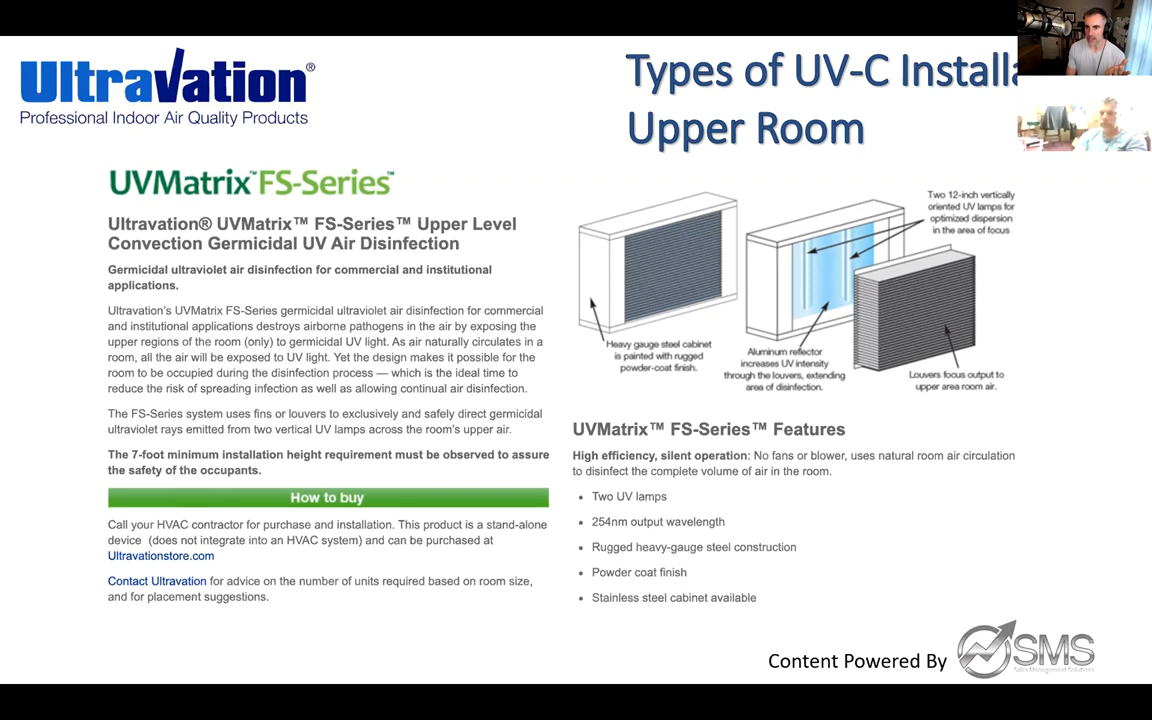 Ultravation®
Professional Indoor Air Quality Products
Types of UV-C
Upper Room
UVMatrix™ FS-Series™
Ultravation® UVMatrix™ FS-Series™ Upper Level
Convection Germicidal UV Air Disinfection
Germicidal ultraviolet air disinfection for commercial and institutional
applications.
Ultravation's UVMatrix FS-Series germicidal ultraviolet air disinfection for commercial
and institutional applications destroys airborne pathogens in the air by exposing the
upper regions of the room (only) to germicidal UV light. As air naturally circulates in a
room, all the air will be exposed to UV light. Yet the design makes it possible for the
room to be occupied during the disinfection process — which is the ideal time to
reduce the risk of spreading infection as well as allowing continual air disinfection.
The FS-Series system uses fins or louvers to exclusively and safely direct germicidal
ultraviolet rays emitted from two vertical UV lamps across the room's upper air.
The 7-foot minimum installation height requirement must be observed to assure
the safety of the occupants.
How to buy
Call your HVAC contractor for purchase and installation. This product is a stand-alone
device (does not integrate into an HVAC system) and can be purchased at
Ultravationstore.com
Contact Ultravation for advice on the number of units required based on room size,
and for placement suggestions.
Two 12-inch vertically
oriented UV lamps for
optimized dispersion
in the area of focus
Heavy gauge steel cabinet
is painted with rugged
powder-coat finish.
Aluminum reflector
increases UV intensity
through the louvers, extending
area of disinfection.
Louvers focus output to
upper area room air.
UVMatrix™ FS-Series™ Features
High efficiency, silent operation: No fans or blower, uses natural room air circulation
to disinfect the complete volume of air in the room.
• Two UV lamps
• 254nm output wavelength
• Rugged heavy-gauge steel construction
• Powder coat finish
• Stainless steel cabinet available
Content Powered By
SMS
Sales Management Solutions